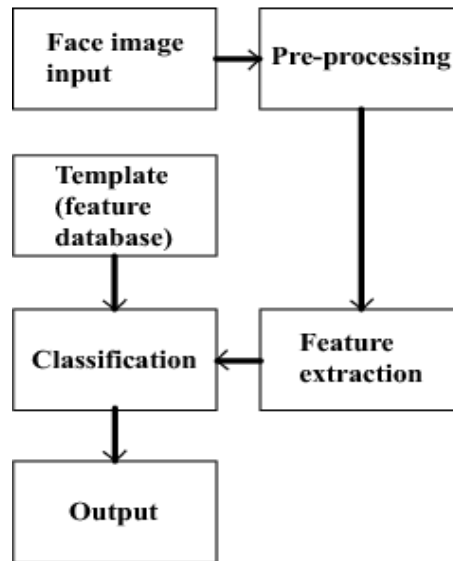 Face image
input
Pre-processing
Template
(feature
database)
Classification
Feature
extraction
Output